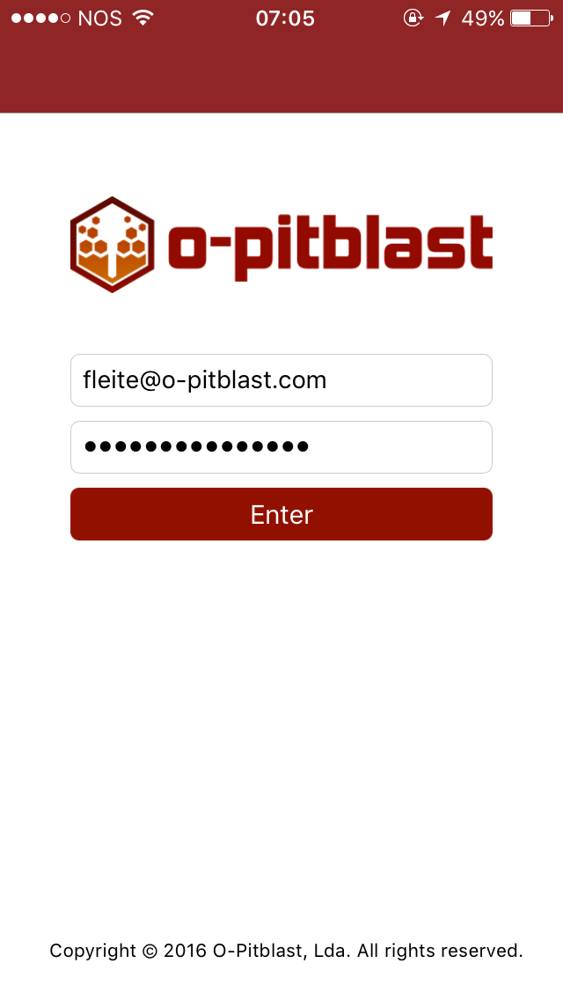 NOS 07:05 49%
o-pitblast
fleite@o-pitblast.com
•••••••••••••••
Enter
Copyright © 2016 O-Pitblast, Lda. All rights reserved.